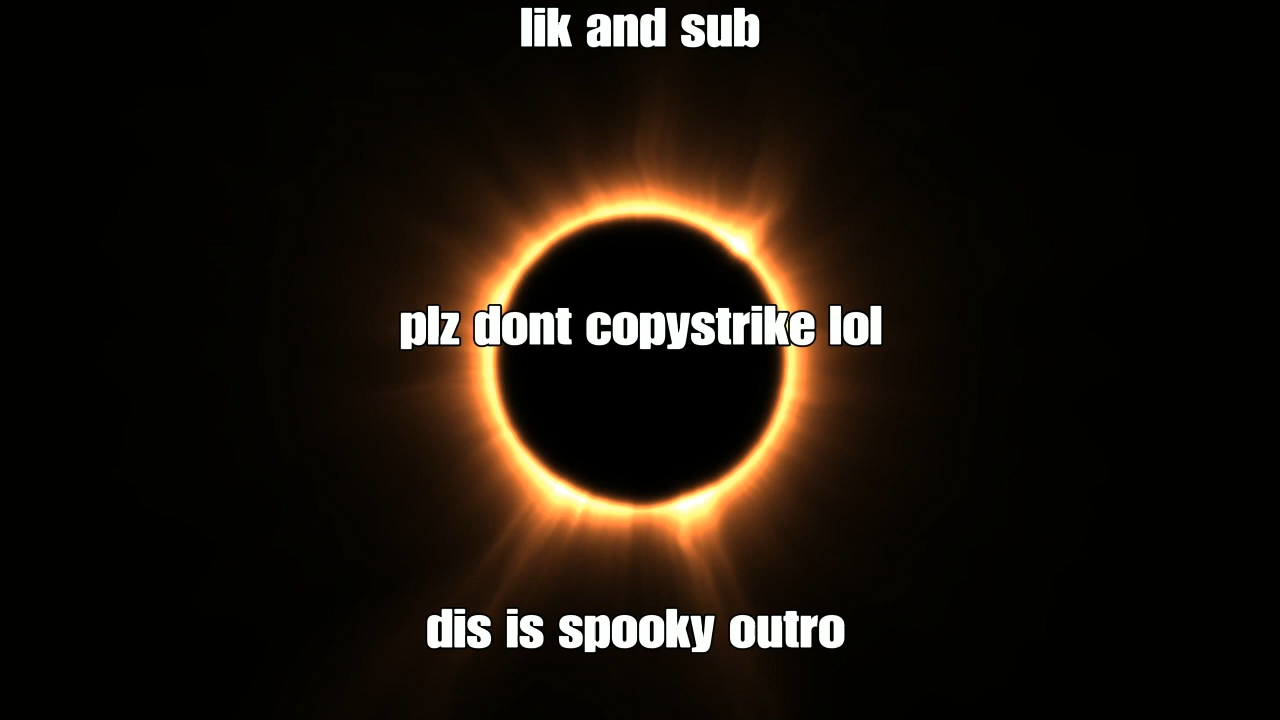 lik and sub
plz dont copystrike lol
dis is spooky outro